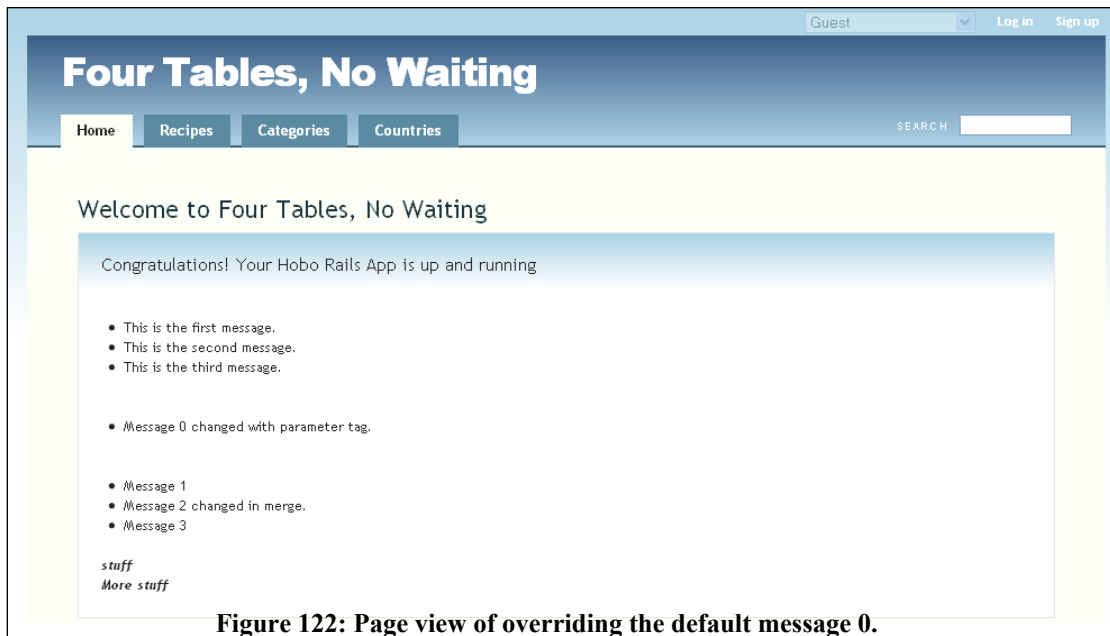 Guest Log in Sign up
Four Tables, No Waiting
Home Recipes Categories Countries SEARCH
Welcome to Four Tables, No Waiting
Congratulations! Your Hobo Rails App is up and running
• This is the first message.
• This is the second message.
• This is the third message.
• Message 0 changed with parameter tag.
• Message 1
• Message 2 changed in merge.
• Message 3
stuff
More stuff
Figure 122: Page view of overriding the default message 0.